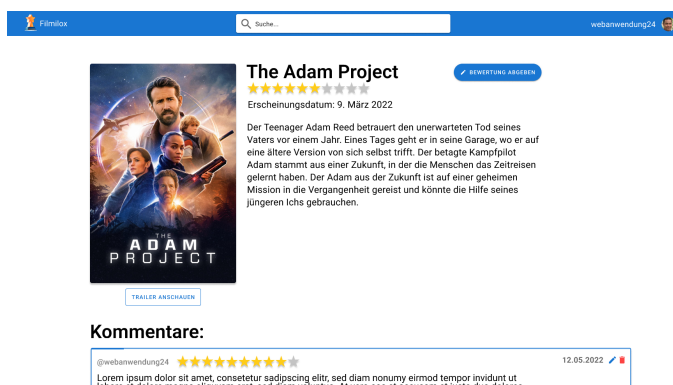 Filmilox
Suche...
webanwendung24
The Adam Project
BEWERTUNG ABGEBEN
Erscheinungsdatum: 9. März 2022
Der Teenager Adam Reed betrauert den unerwarteten Tod seines
Vaters vor einem Jahr. Eines Tages geht er in seine Garage, wo er auf
eine ältere Version von sich selbst trifft. Der betagte Kampfpilot
Adam stammt aus einer Zukunft, in der die Menschen das Zeitreisen
gelernt haben. Der Adam aus der Zukunft ist auf einer geheimen
Mission in die Vergangenheit gereist und könnte die Hilfe seines
jüngeren Ichs gebrauchen.
THE
ADAM
PROJECT
TRAILER ANSCHAUEN
Kommentare:
@webanwendung24
12.05.2022
Lorem ipsum dolor sit amet, consetetur sadipscing elitr, sed diam nonumy eirmod tempor invidunt ut